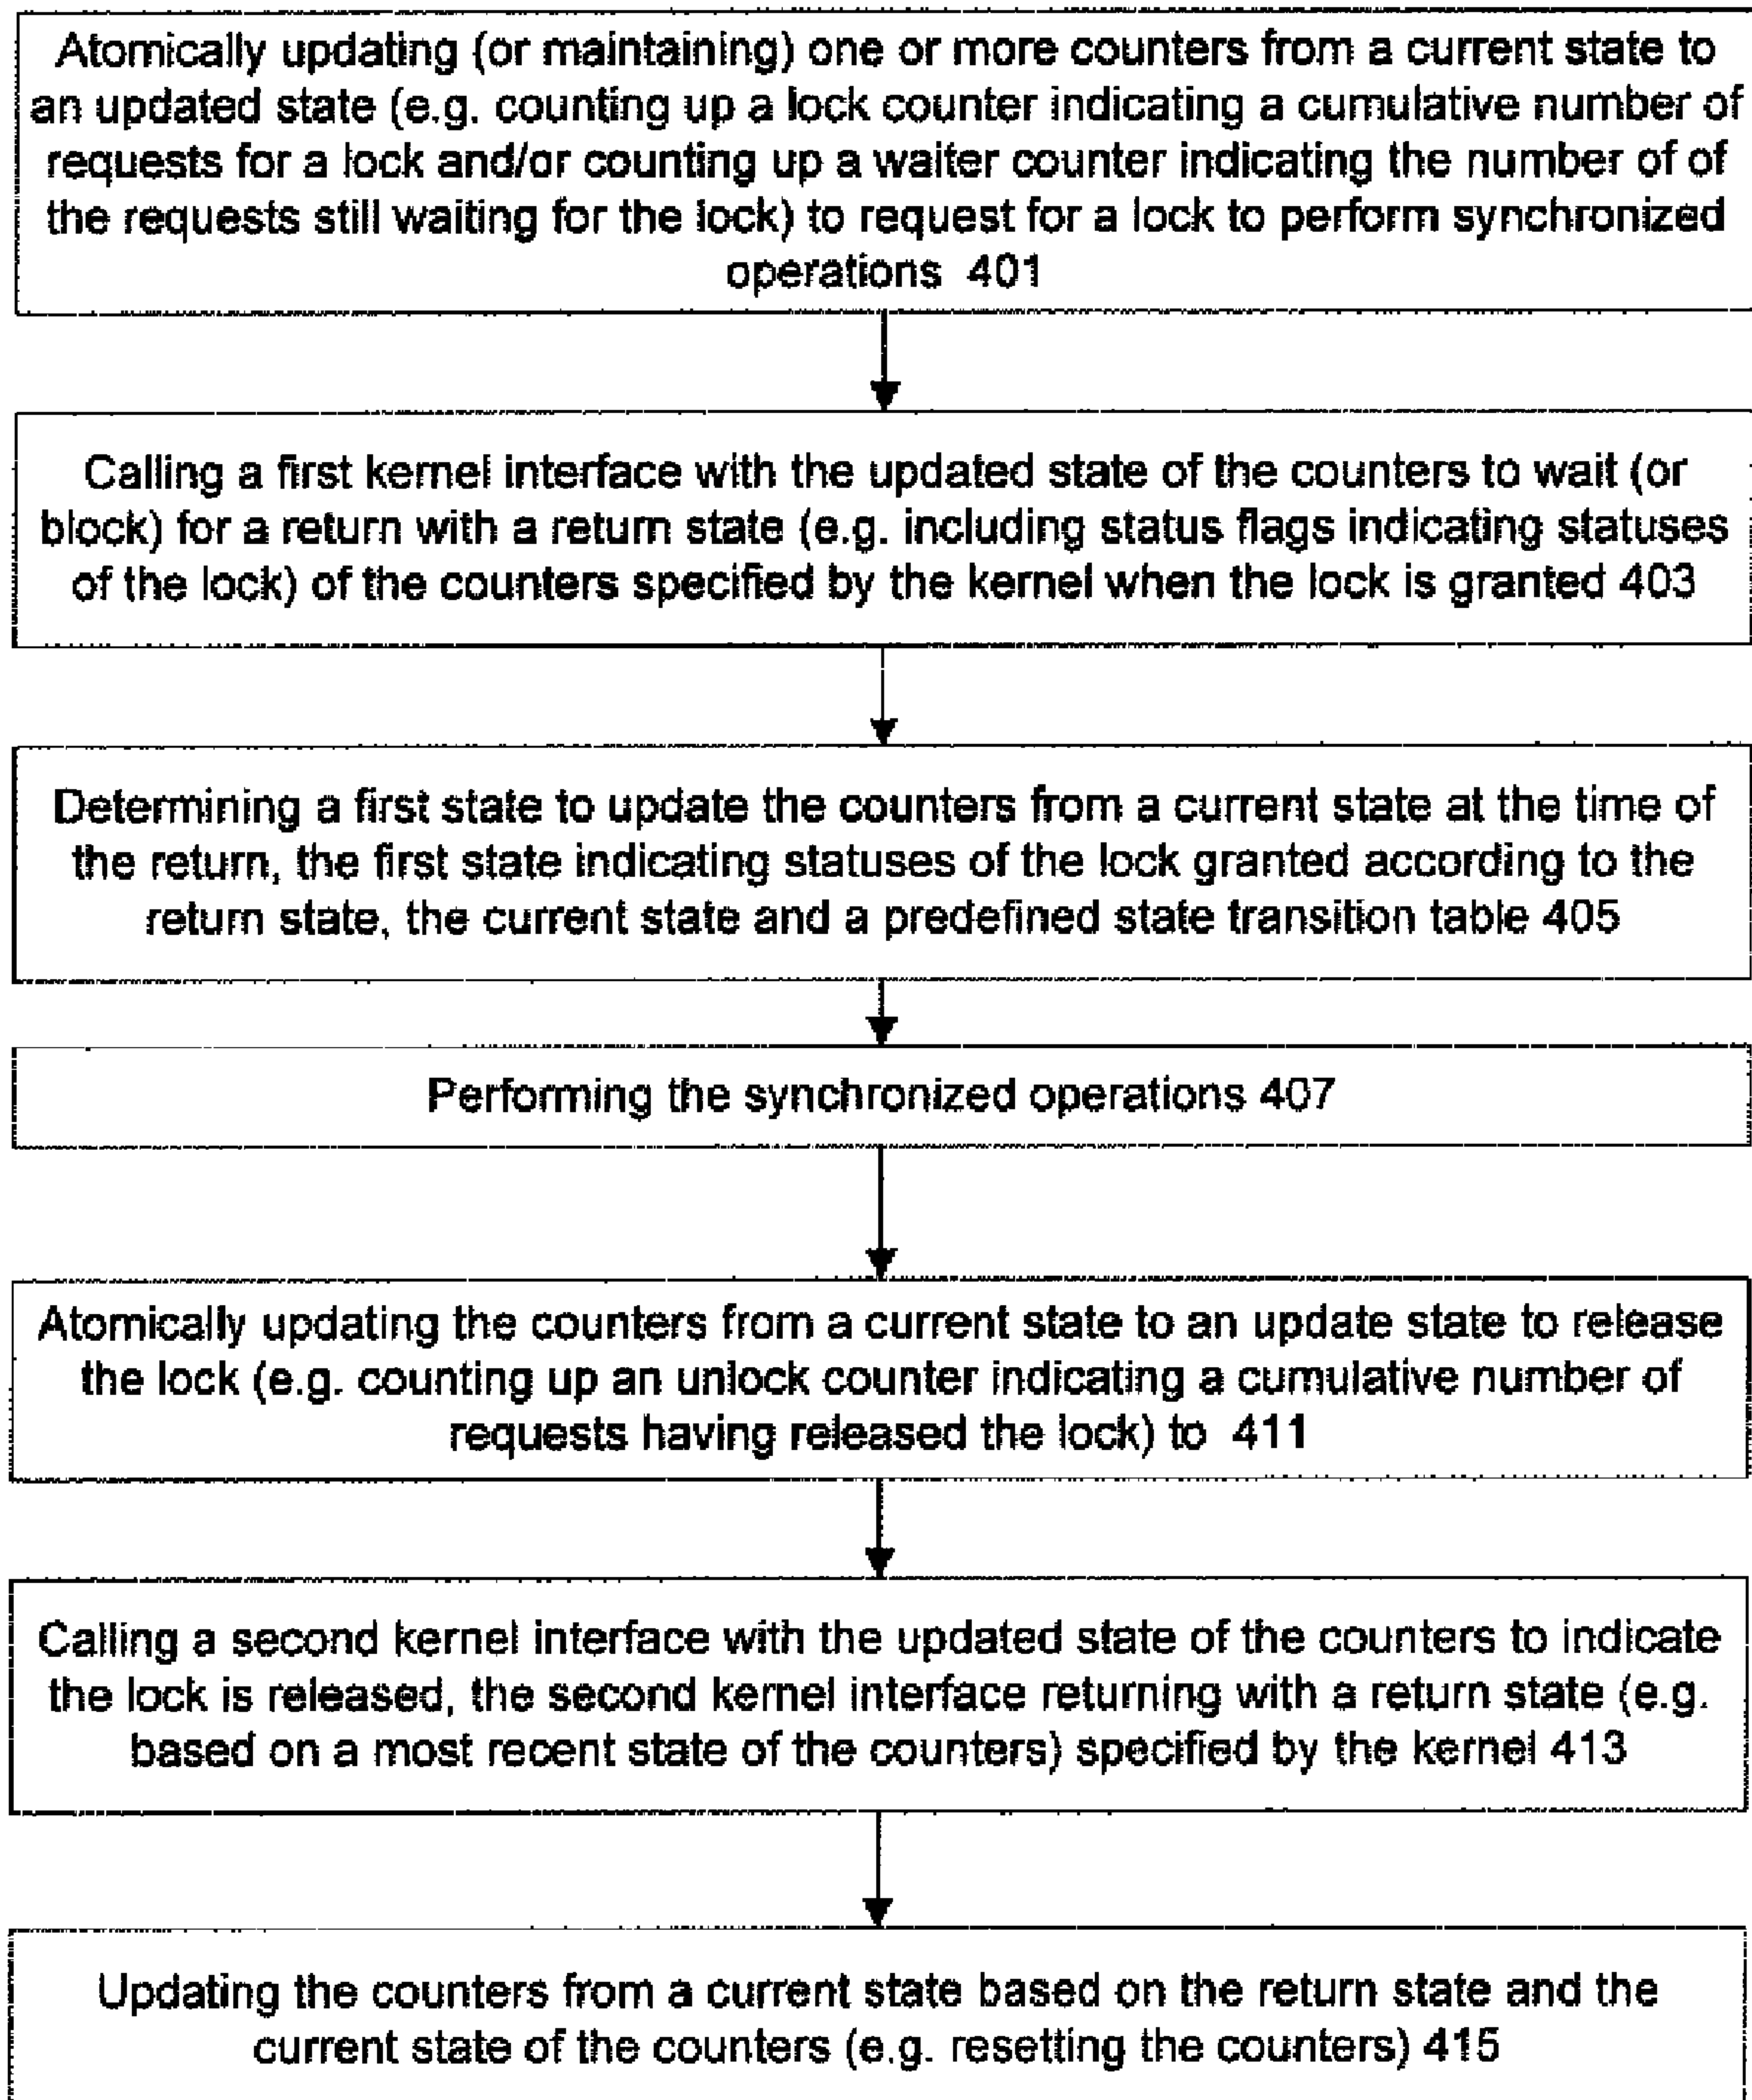 Atomically updating (or maintaining) one or more counters from a current state to
an updated state (e.g. counting up a lock counter indicating a cumulative number of
requests for a lock and/or counting up a waiter counter indicating the number of of
the requests still waiting for the lock) to request for a lock to perform synchronized
operations 401
Calling a first kernel interface with the updated state of the counters to wait (or
block) for a return with a return state (e.g. including status flags indicating statuses
of the lock) of the counters specified by the kernel when the lock is granted 403
Determining a first state to update the counters from a current state at the time of
the return, the first state indicating statuses of the lock granted according to the
return state, the current state and a predefined state transition table 405
Performing the synchronized operations 407
Atomically updating the counters from a current state to an update state to release
the lock (e.g. counting up an unlock counter indicating a cumulative number of
requests having released the lock) to 411
Calling a second kernel interface with the updated state of the counters to indicate
the lock is released, the second kernel interface returning with a return state (e.g.
based on a most recent state of the counters) specified by the kernel 413
Updating the counters from a current state based on the return state and the
current state of the counters (e.g. resetting the counters) 415